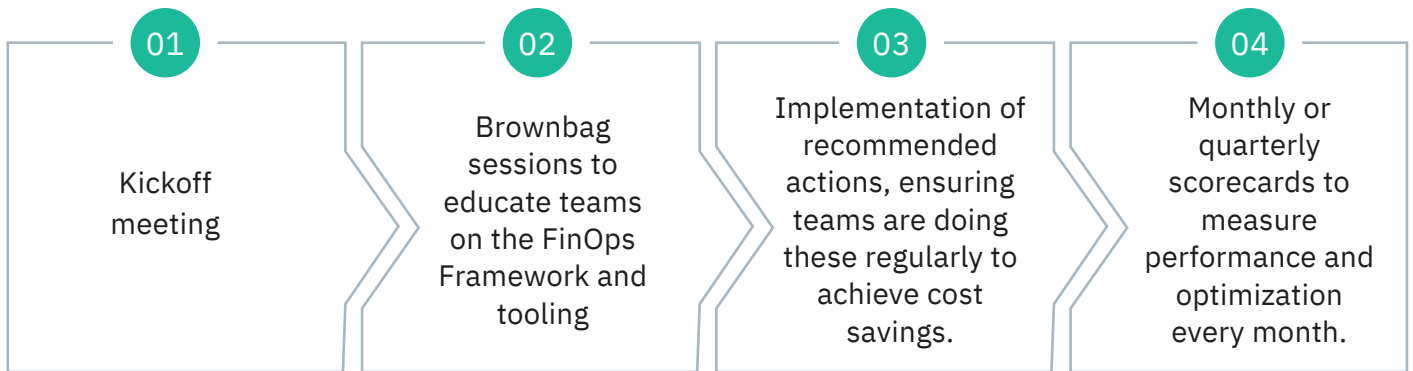 01
Kickoff
meeting
02
Brownbag
sessions to
educate teams
on the FinOps
Framework and
tooling
03
Implementation of
recommended
actions, ensuring
teams are doing
these regularly to
achieve cost
savings.
04
Monthly or
quarterly
scorecards to
measure
performance and
optimization
every month.